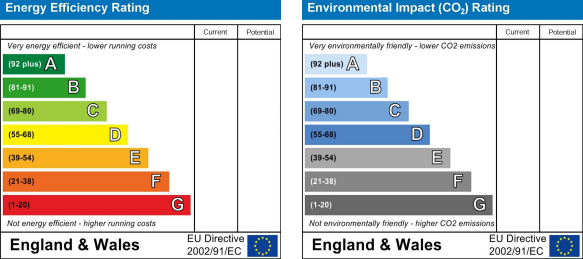 Energy Efficiency Rating
Current Potential
Very energy efficient - lower running costs
(92 plus) A
(81-91) B
(69-80) C
(55-68) D
(39-54) E
(21-38) F
(1-20) G
Not energy efficient - higher running costs
England & Wales
EU Directive
2002/91/EC
Environmental Impact (CO₂) Rating
Current Potential
Very environmentally friendly - lower CO2 emissions
(92 plus) A
(81-91) B
(69-80) C
(55-68) D
(39-54) E
(21-38) F
(1-20) G
Not environmentally friendly - higher CO2 emissions
England & Wales
EU Directive
2002/91/EC